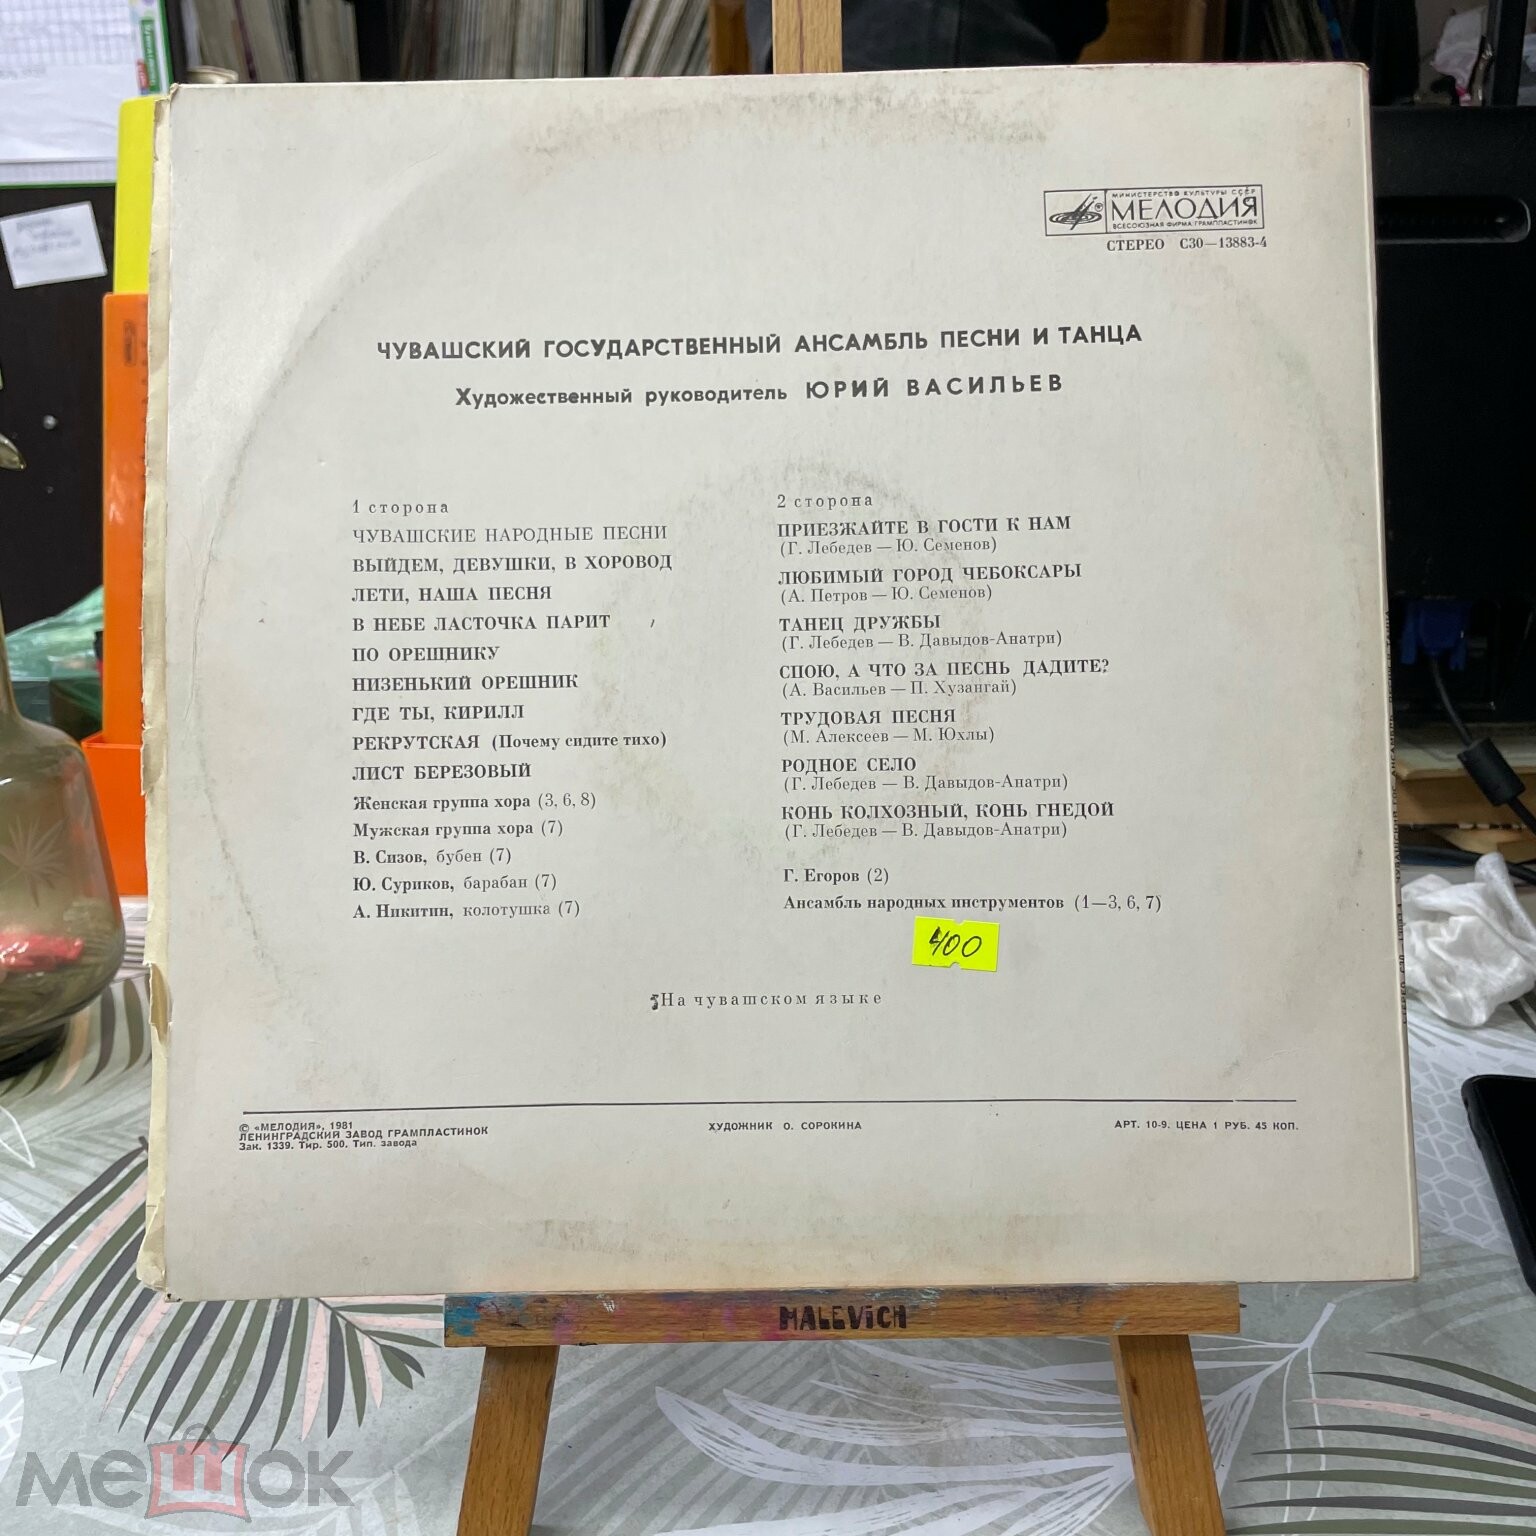 МИНИСТЕРСТВО КУЛЬТУРЫ СССР
МЕЛОДИЯ
ВСЕСОЮЗНАЯ ФИРМА ГРАМПЛАСТИНОК
СТЕРЕО С30—13883-4
ЧУВАШСКИЙ ГОСУДАРСТВЕННЫЙ АНСАМБЛЬ ПЕСНИ И ТАНЦА
Художественный руководитель ЮРИЙ ВАСИЛЬЕВ
1 сторона
ЧУВАШСКИЕ НАРОДНЫЕ ПЕСНИ
ВЫЙДЕМ, ДЕВУШКИ, В ХОРОВОД
ЛЕТИ, НАША ПЕСНЯ
В НЕБЕ ЛАСТОЧКА ПАРИТ
ПО ОРЕШНИКУ
НИЗЕНЬКИЙ ОРЕШНИК
ГДЕ ТЫ, КИРИЛЛ
РЕКРУТСКАЯ (Почему сидите тихо)
ЛИСТ БЕРЕЗОВЫЙ
Женская группа хора (3, 6, 8)
Мужская группа хора (7)
В. Сизов, бубен (7)
Ю. Суриков, барабан (7)
А. Никитин, колотушка (7)
2 сторона
ПРИЕЗЖАЙТЕ В ГОСТИ К НАМ
(Г. Лебедев — Ю. Семенов)
ЛЮБИМЫЙ ГОРОД ЧЕБОКСАРЫ
(А. Петров — Ю. Семенов)
ТАНЕЦ ДРУЖБЫ
(Г. Лебедев — В. Давыдов-Анатри)
СПОЮ, А ЧТО ЗА ПЕСНЬ ДАДИТЕ?
(А. Васильев — П. Хузангай)
ТРУДОВАЯ ПЕСНЯ
(М. Алексеев — М. Юхлы)
РОДНОЕ СЕЛО
(Г. Лебедев — В. Давыдов-Анатри)
КОНЬ КОЛХОЗНЫЙ, КОНЬ ГНЕДОЙ
(Г. Лебедев — В. Давыдов-Анатри)
Г. Егоров (2)
Ансамбль народных инструментов (1—3, 6, 7)
400
На чувашском языке
© «МЕЛОДИЯ», 1981
ЛЕНИНГРАДСКИЙ ЗАВОД ГРАМПЛАСТИНОК
Зак. 1339. Тир. 500. Тип. завода
ХУДОЖНИК О. СОРОКИНА
АРТ. 10-9. ЦЕНА 1 РУБ. 45 КОП.
MALEVICH
мешок